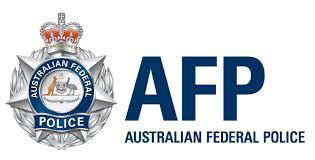 AUSTRALIAN FEDERAL
POLICE
AFP
AUSTRALIAN FEDERAL POLICE